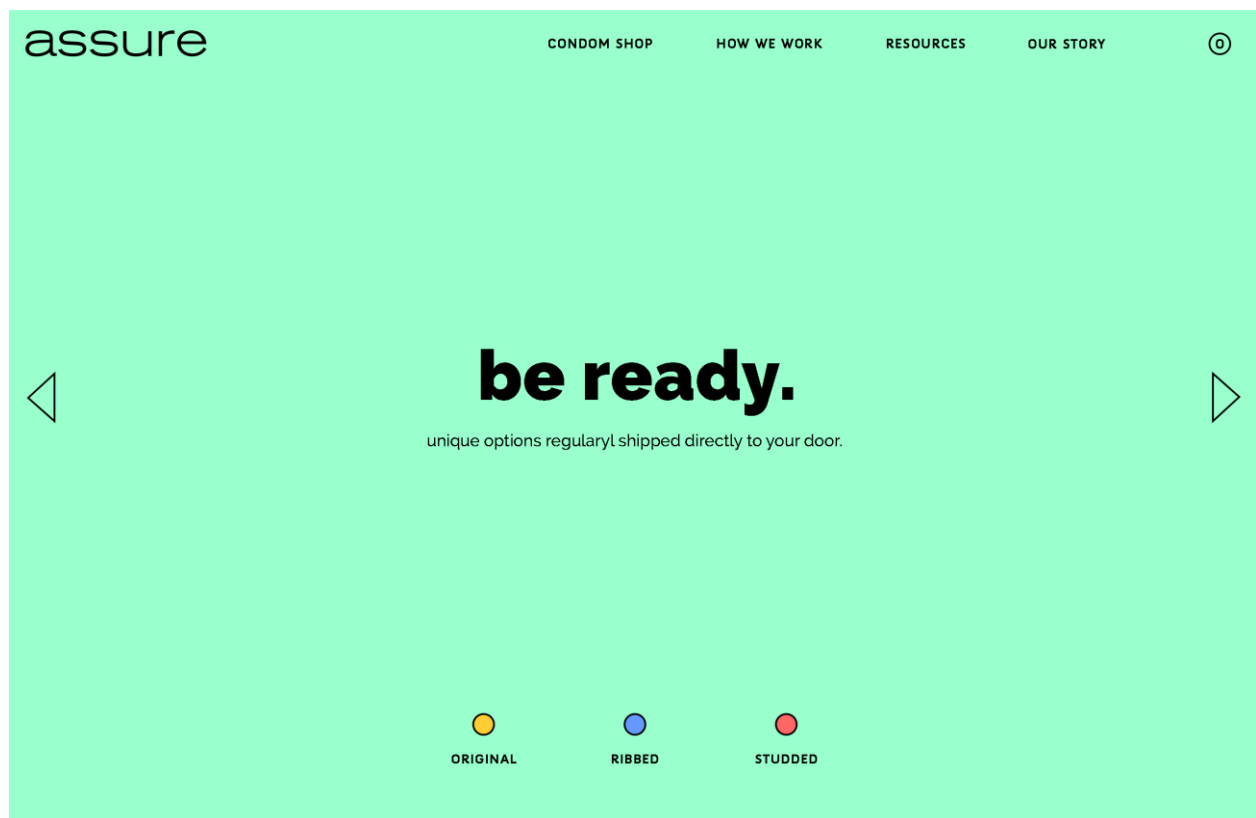 assure
CONDOM SHOP HOW WE WORK RESOURCES OUR STORY 0
be ready.
unique options regularyl shipped directly to your door.
ORIGINAL RIBBED STUDDED